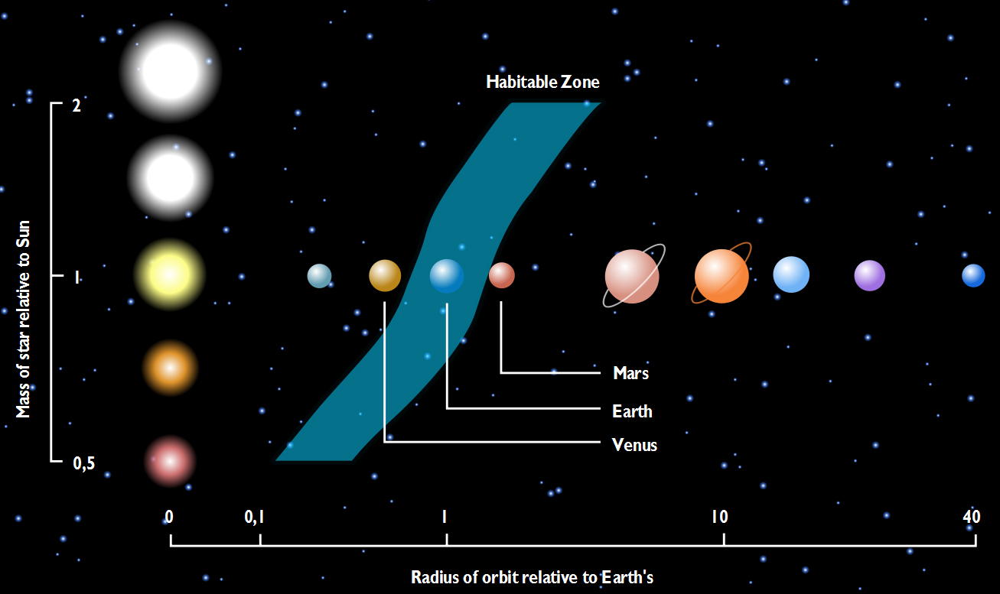 Habitable Zone
2
1
0,5
Mass of star relative to Sun
Mars
Earth
Venus
0 0,1 1 10 40
Radius of orbit relative to Earth's